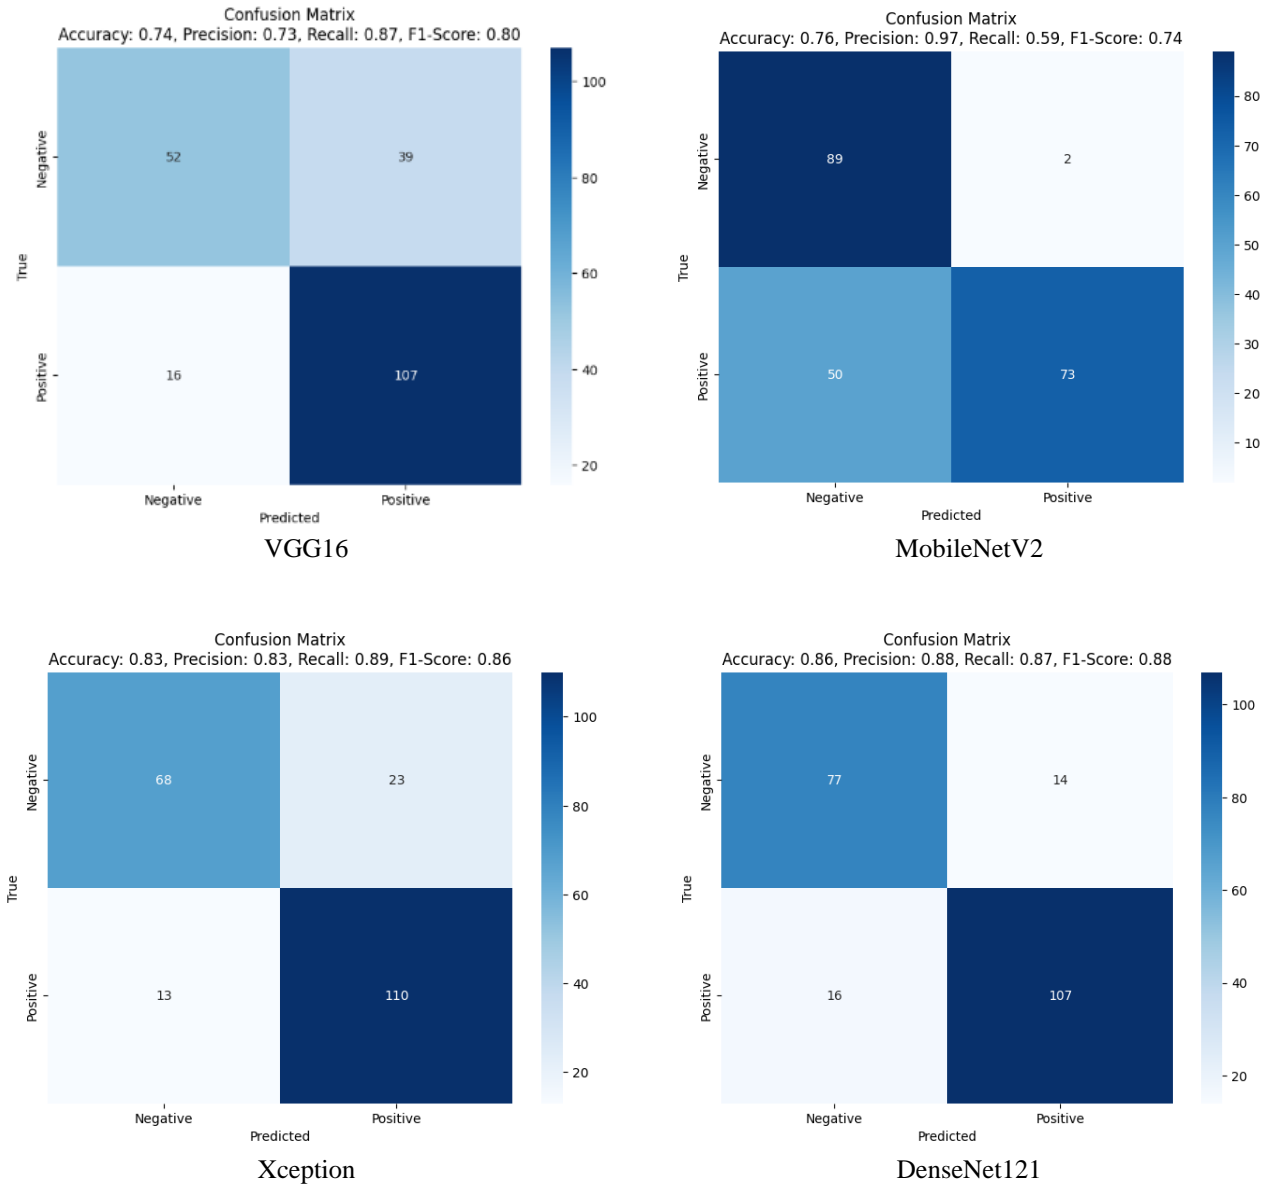 Confusion Matrix
Accuracy: 0.74, Precision: 0.73, Recall: 0.87, F1-Score: 0.80
Negative
Positive
True
52
39
16
107
Negative
Positive
Predicted
100
80
60
40
20
VGG16
Confusion Matrix
Accuracy: 0.76, Precision: 0.97, Recall: 0.59, F1-Score: 0.74
Negative
Positive
True
89
2
50
73
Negative
Positive
Predicted
80
70
60
50
40
30
20
10
MobileNetV2
Confusion Matrix
Accuracy: 0.83, Precision: 0.83, Recall: 0.89, F1-Score: 0.86
Negative
Positive
True
68
23
13
110
Negative
Positive
Predicted
100
80
60
40
20
Xception
Confusion Matrix
Accuracy: 0.86, Precision: 0.88, Recall: 0.87, F1-Score: 0.88
Negative
Positive
True
77
14
16
107
Negative
Positive
Predicted
100
80
60
40
20
DenseNet121